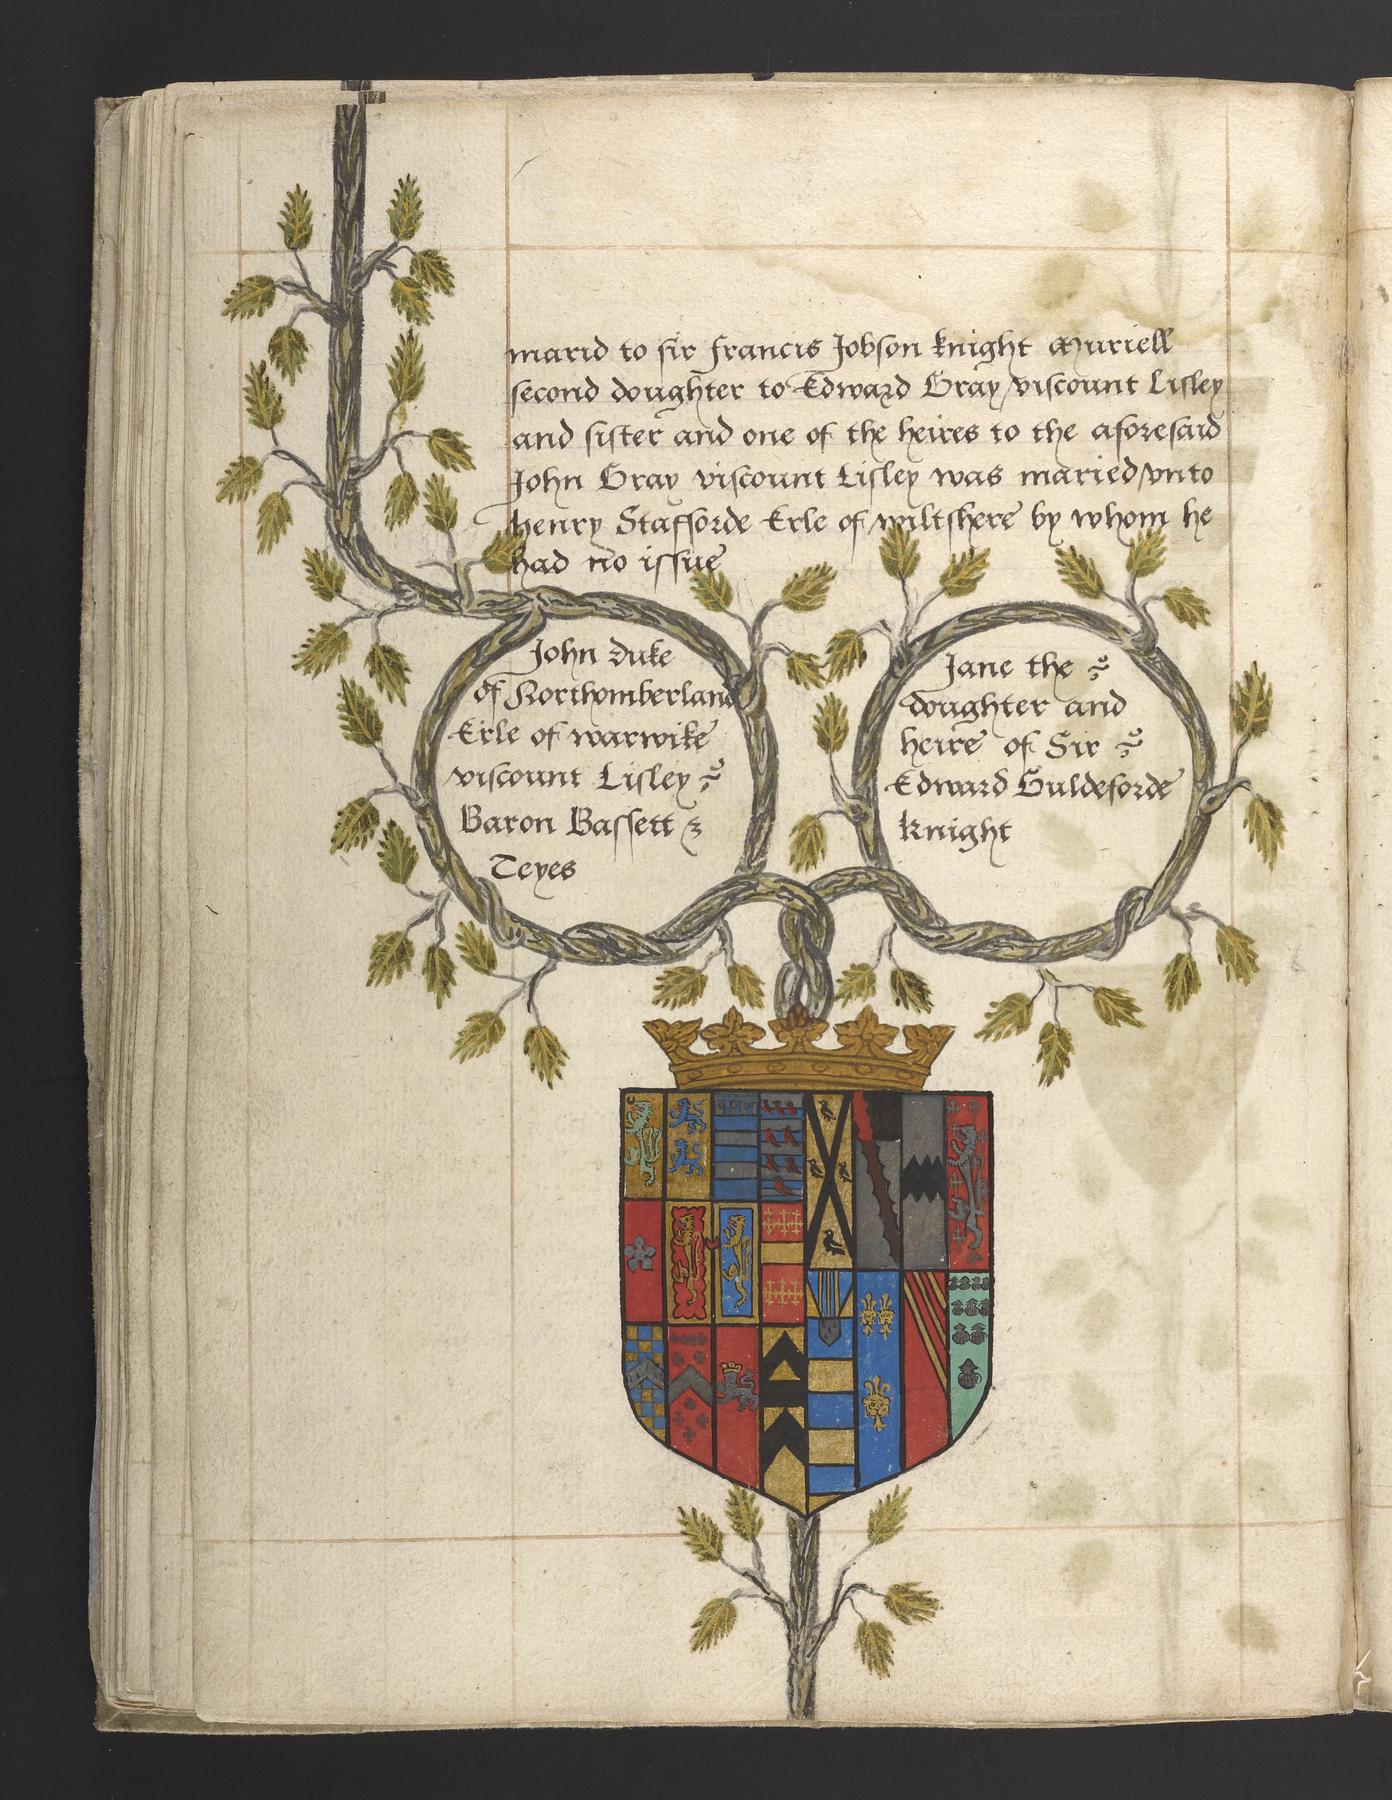 marid to sir francis Jobson knight Muriell
second doughter to Edward Gray viscount Lisley
and sister and one of the heires to the aforesaid
John Gray viscount Lisley was maried vnto
henry Stafforde Erle of wiltshere by whom he
had no issue
John Duke
of Northomberland
Erle of warwike
viscount Lisley
Baron Bassett &
Teyes
Jane the
doughter and
heire of Sir
Edward Guldeforde
knight